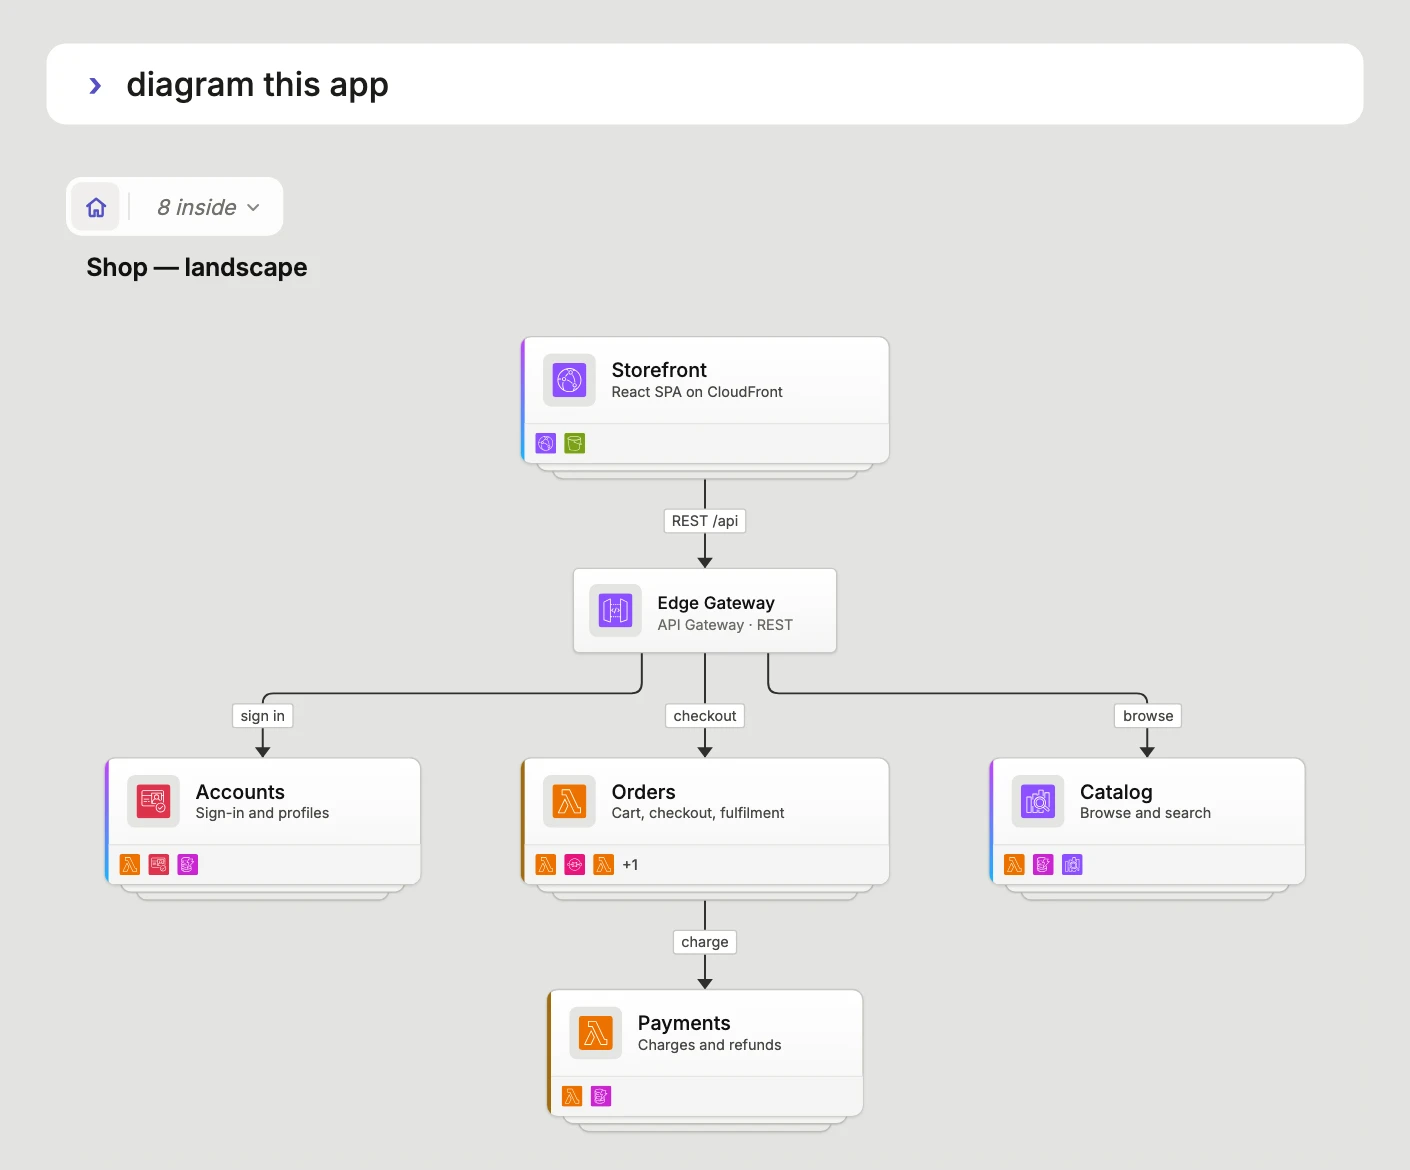 diagram this app
8 inside
Shop — landscape
Storefront
React SPA on CloudFront
REST /api
Edge Gateway
API Gateway · REST
sign in
checkout
browse
Accounts
Sign-in and profiles
Orders
Cart, checkout, fulfilment
+1
Catalog
Browse and search
charge
Payments
Charges and refunds